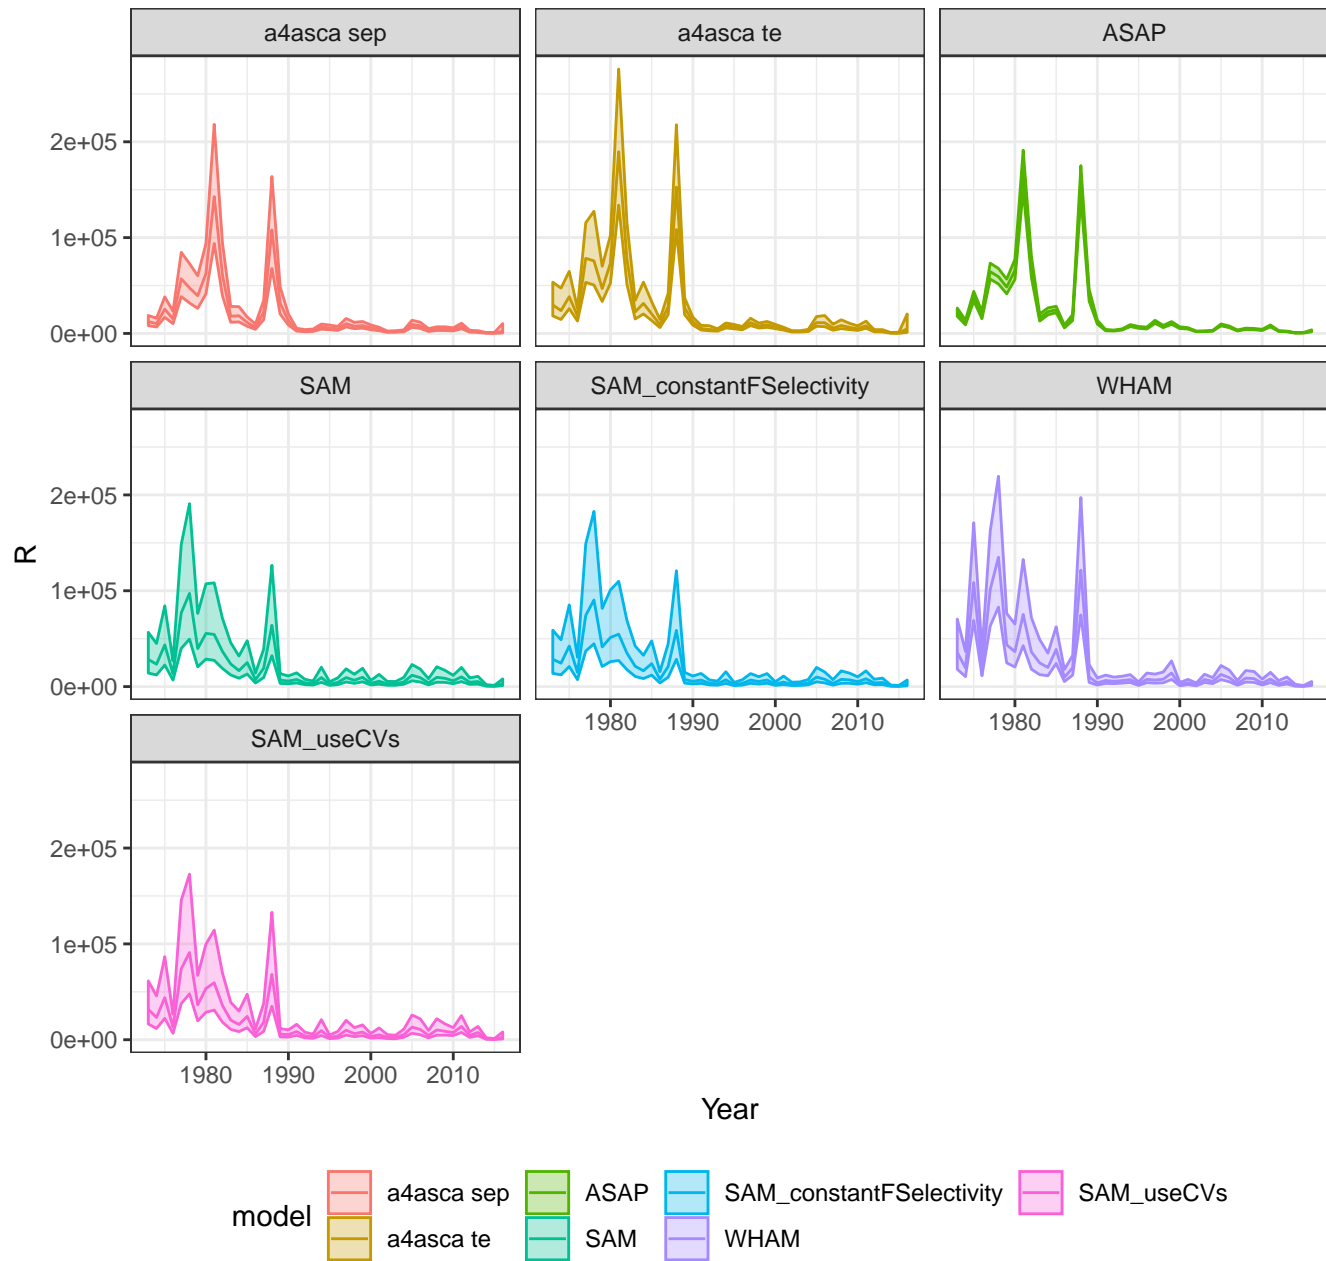 a4asca sep a4asca te ASAP
2e+05
1e+05
0e+00
SAM SAM_constantFSelectivity WHAM
2e+05
1e+05
0e+00
1980 1990 2000 2010 1980 1990 2000 2010
SAM_useCVs
2e+05
1e+05
0e+00
1980 1990 2000 2010
R
Year
model
a4asca sep ASAP SAM_constantFSelectivity SAM_useCVs
a4asca te SAM WHAM